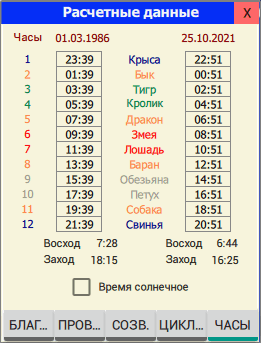 Расчетные данные X
Часы 01.03.1986 25.10.2021
1 23:39 Крыса 22:51
2 01:39 Бык 00:51
3 03:39 Тигр 02:51
4 05:39 Кролик 04:51
5 07:39 Дракон 06:51
6 09:39 Змея 08:51
7 11:39 Лошадь 10:51
8 13:39 Баран 12:51
9 15:39 Обезьяна 14:51
10 17:39 Петух 16:51
11 19:39 Собака 18:51
12 21:39 Свинья 20:51
Восход 7:28 Восход 6:44
Заход 18:15 Заход 16:25
Время солнечное
БЛАГ... ПРОВ... СОЗВ. ЦИКЛ... ЧАСЫ